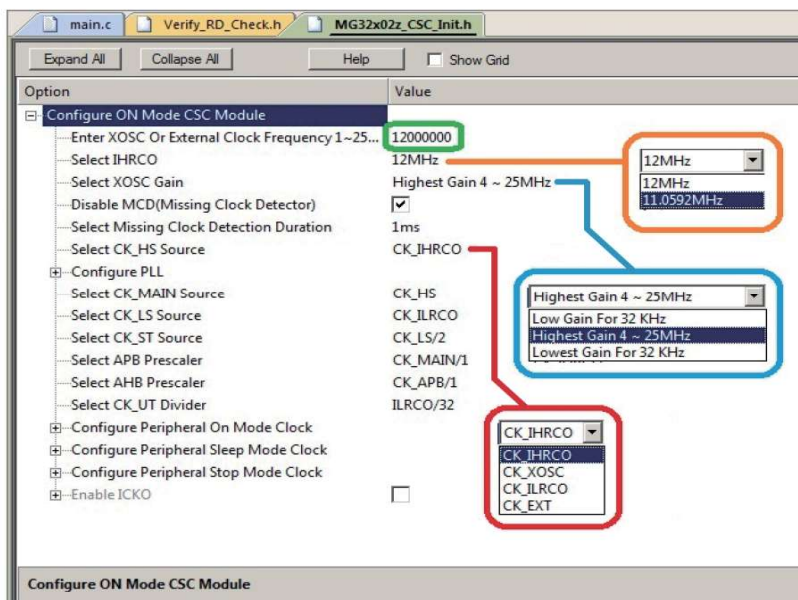 main.c Verify_RD_Check.h MG32x02z_CSC_Init.h
Expand All Collapse All Help Show Grid
Option Value
Configure ON Mode CSC Module
Enter XOSC Or External Clock Frequency 1~25... 12000000
Select IHRCO 12MHz
Select XOSC Gain Highest Gain 4 ~ 25MHz
Disable MCD(Missing Clock Detector)
Select Missing Clock Detection Duration 1ms
Select CK_HS Source CK_IHRCO
Configure PLL
Select CK_MAIN Source CK_HS
Select CK_LS Source CK_ILRCO
Select CK_ST Source CK_LS/2
Select APB Prescaler CK_MAIN/1
Select AHB Prescaler CK_APB/1
Select CK_UT Divider ILRCO/32
Configure Peripheral On Mode Clock
Configure Peripheral Sleep Mode Clock
Configure Peripheral Stop Mode Clock
Enable ICKO
12MHz
12MHz
11.0592MHz
Highest Gain 4 ~ 25MHz
Low Gain For 32 KHz
Highest Gain 4 ~ 25MHz
Lowest Gain For 32 KHz
CK_IHRCO
CK_IHRCO
CK_XOSC
CK_ILRCO
CK_EXT
Configure ON Mode CSC Module